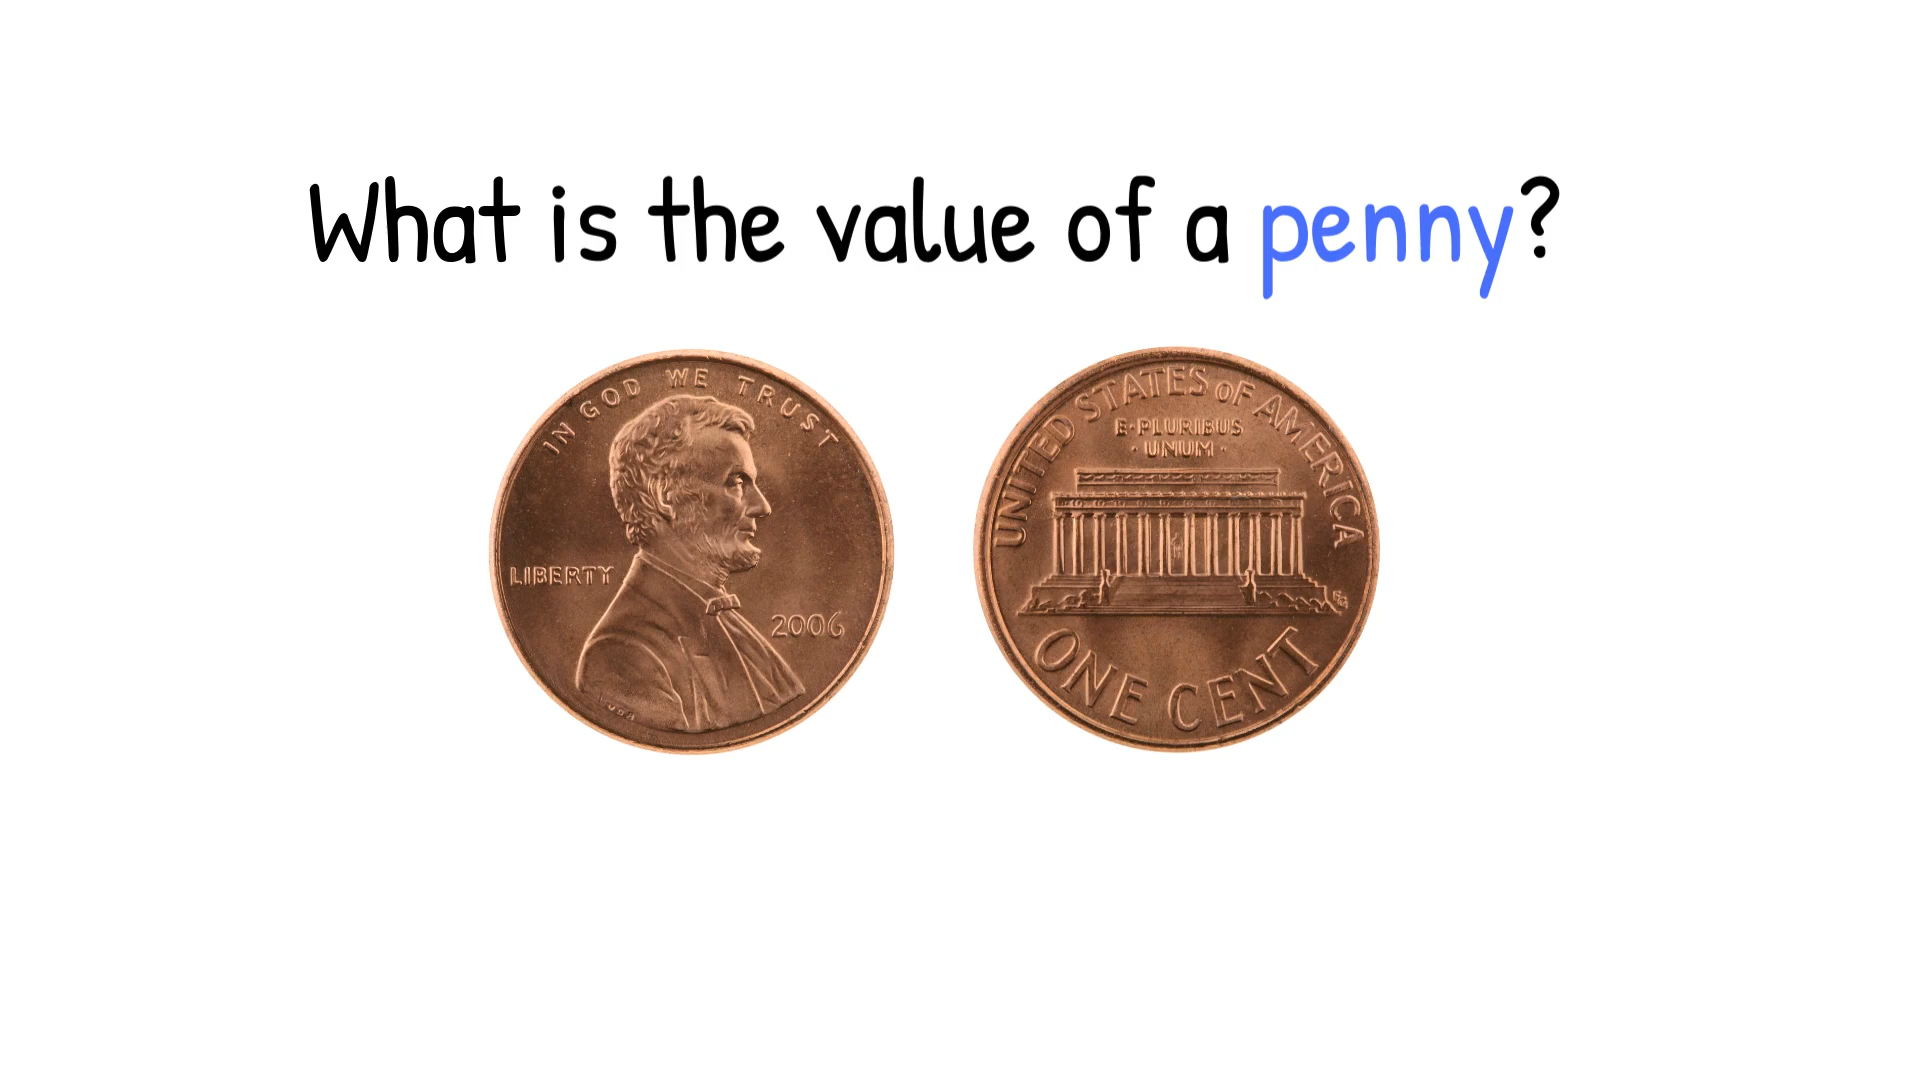 What is the value of a penny?
IN GOD WE TRUST
LIBERTY
2006
UNITED STATES OF AMERICA
E·PLURIBUS
·UNUM·
ONE CENT